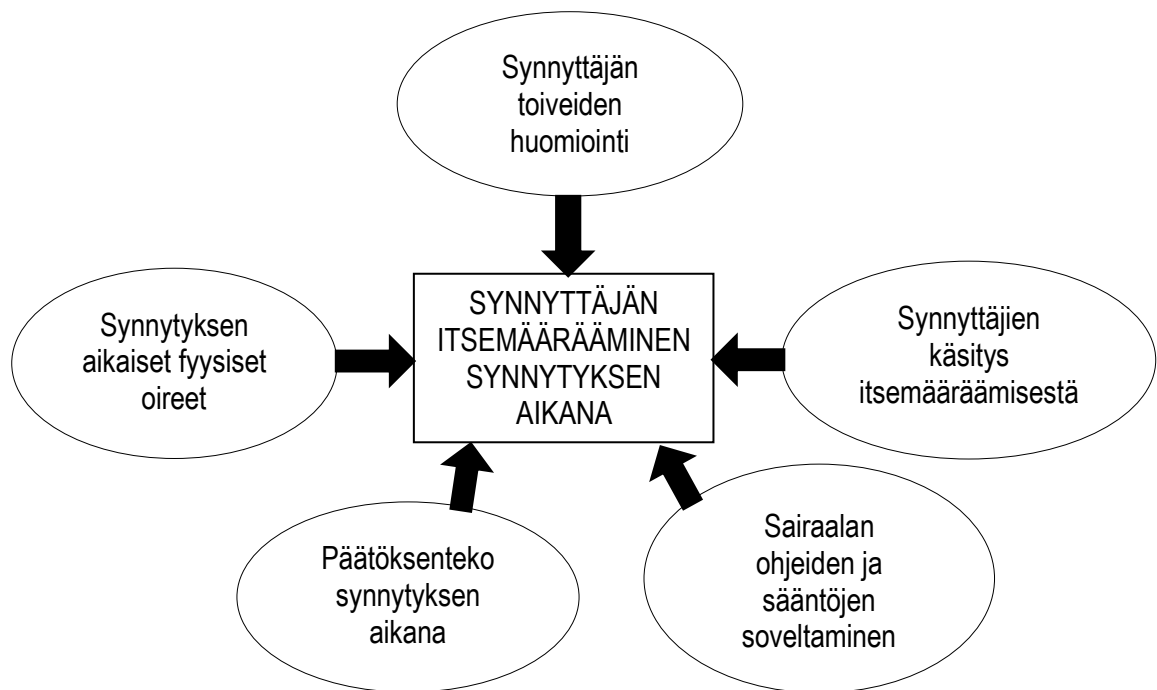 Synnyttäjän
toiveiden
huomiointi
Synnytyksen
aikaiset fyysiset
oireet
SYNNYTTÄJÄN
ITSEMÄÄRÄÄMINEN
SYNNYTYKSEN
AIKANA
Synnyttäjien
käsitys
itsemääräämisestä
Päätöksenteko
synnytyksen
aikana
Sairaalan
ohjeiden ja
sääntöjen
soveltaminen